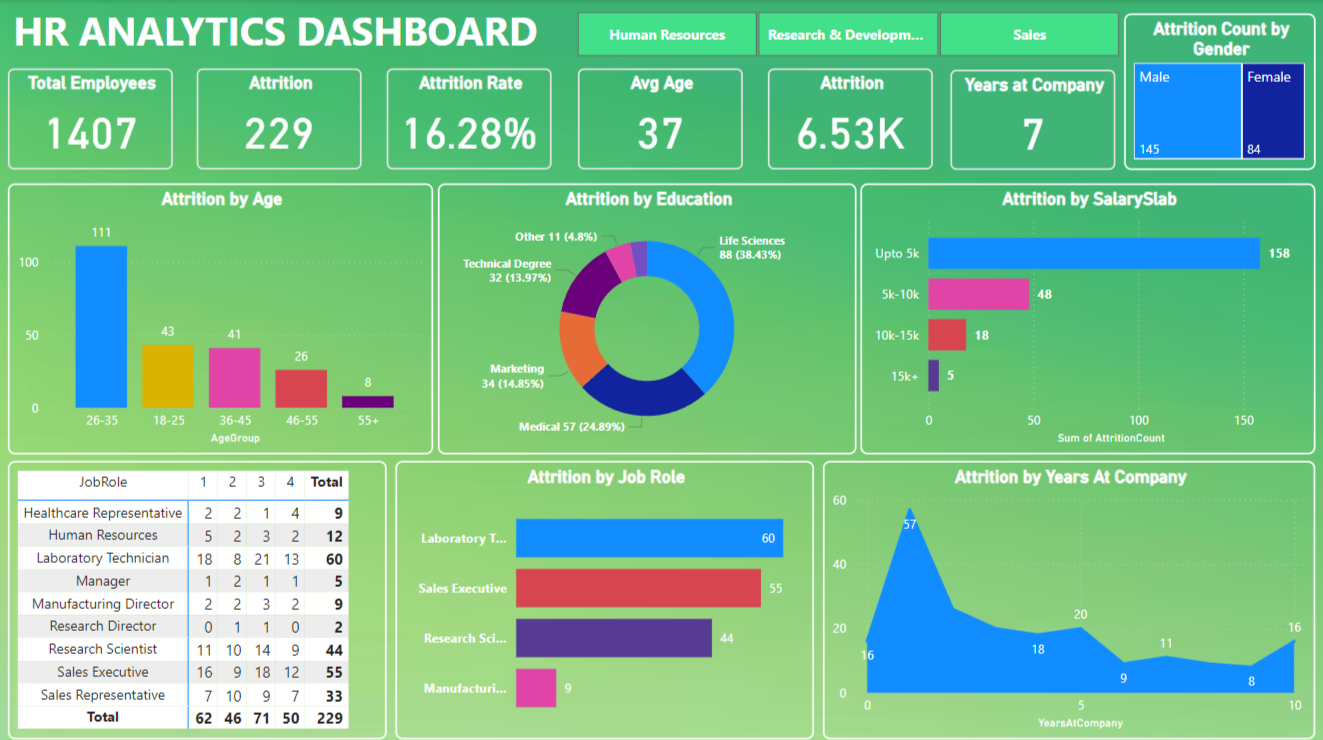 HR ANALYTICS DASHBOARD
Human Resources
Research & Developm...
Sales
Attrition Count by
Gender
Male
Female
145
84
Total Employees
1407
Attrition
229
Attrition Rate
16.28%
Avg Age
37
Attrition
6.53K
Years at Company
7
Attrition by Age
100
50
0
111
43
41
26
8
26-35
18-25
36-45
46-55
55+
AgeGroup
Attrition by Education
Other 11 (4.8%)
Life Sciences
88 (38.43%)
Technical Degree
32 (13.97%)
Marketing
34 (14.85%)
Medical 57 (24.89%)
Attrition by SalarySlab
Upto 5k 158
5k-10k 48
10k-15k 18
15k+ 5
0 50 100 150
Sum of AttritionCount
JobRole 1 2 3 4 Total
Healthcare Representative 2 2 1 4 9
Human Resources 5 2 3 2 12
Laboratory Technician 18 8 21 13 60
Manager 1 2 1 1 5
Manufacturing Director 2 2 3 2 9
Research Director 0 1 1 0 2
Research Scientist 11 10 14 9 44
Sales Executive 16 9 18 12 55
Sales Representative 7 10 9 7 33
Total 62 46 71 50 229
Attrition by Job Role
Laboratory T... 60
Sales Executive 55
Research Sci... 44
Manufacturi... 9
Attrition by Years At Company
60
40
20
0
16
57
18
20
9
11
8
16
0 5 10
YearsAtCompany